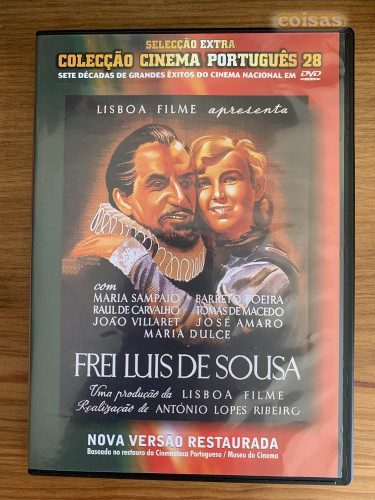 coisas
SELECÇÃO EXTRA
COLECÇÃO CINEMA PORTUGUÊS 28
SETE DÉCADAS DE GRANDES ÊXITOS DO CINEMA NACIONAL EM DVD
LISBOA FILME apresenta
com
MARIA SAMPAIO BARRETO POEIRA
RAUL DE CARVALHO TOMÁS DE MACEDO
JOÃO VILLARET JOSÉ AMARO
MARIA DULCE
FREI LUIS DE SOUSA
Uma produção da LISBOA FILME
Realização de ANTÓNIO LOPES RIBEIRO
NOVA VERSÃO RESTAURADA
Baseada no restauro da Cinemateca Portuguesa / Museu do Cinema